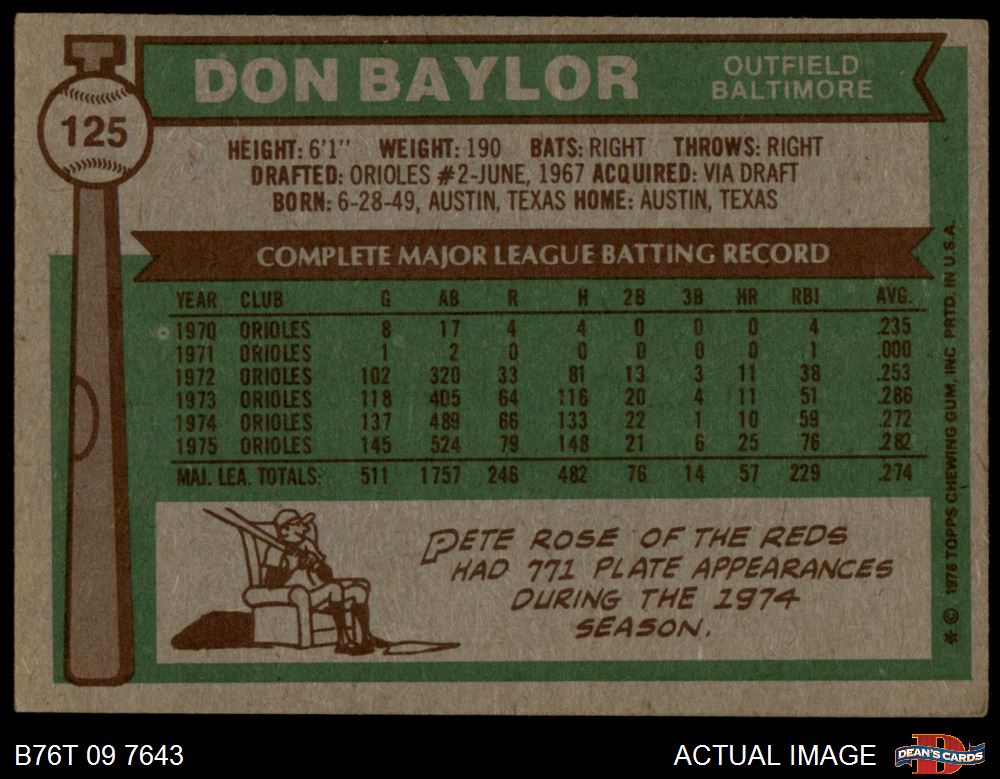 125
DON BAYLOR
OUTFIELD
BALTIMORE
HEIGHT: 6'1" WEIGHT: 190 BATS: RIGHT THROWS: RIGHT
DRAFTED: ORIOLES #2-JUNE, 1967 ACQUIRED: VIA DRAFT
BORN: 6-28-49, AUSTIN, TEXAS HOME: AUSTIN, TEXAS
COMPLETE MAJOR LEAGUE BATTING RECORD
YEAR CLUB G AB R H 2B 3B HR RBI AVG.
1970 ORIOLES 8 17 4 4 0 0 0 4 .235
1971 ORIOLES 1 2 0 0 0 0 0 1 .000
1972 ORIOLES 102 320 33 81 13 3 11 38 .253
1973 ORIOLES 118 405 64 116 20 4 11 51 .286
1974 ORIOLES 137 489 66 133 22 1 10 59 .272
1975 ORIOLES 145 524 79 148 21 6 25 76 .282
MAJ. LEA. TOTALS: 511 1757 246 482 76 14 57 229 .274
PETE ROSE OF THE REDS
HAD 771 PLATE APPEARANCES
DURING THE 1974
SEASON.
* © 1976 TOPPS CHEWING GUM, INC. PRTD. IN U.S.A.
B76T 09 7643
ACTUAL IMAGE
DEAN'S CARDS